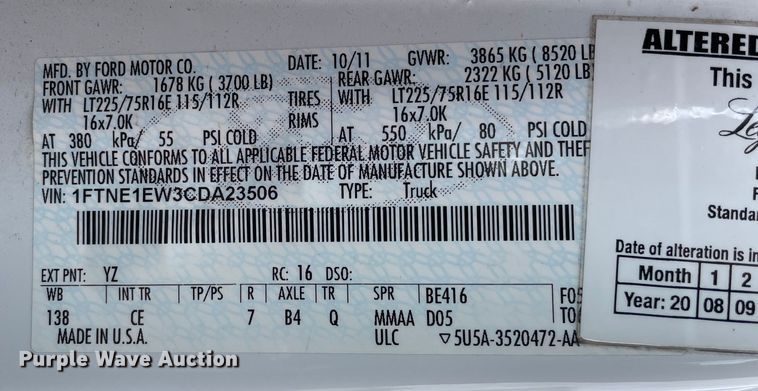 MFD. BY FORD MOTOR CO.
DATE: 10/11 GVWR: 3865 KG ( 8520 LB
FRONT GAWR: 1678 KG ( 3700 LB) REAR GAWR: 2322 KG ( 5120 LB)
WITH LT225/75R16E 115/112R TIRES WITH LT225/75R16E 115/112R
16x7.0K RIMS 16x7.0K
AT 380 kPa/ 55 PSI COLD AT 550 kPa/ 80 PSI COLD
THIS VEHICLE CONFORMS TO ALL APPLICABLE FEDERAL MOTOR VEHICLE SAFETY AND THEF
PREVENTION STANDARDS IN EFFECT ON THE DATE OF MANUFACTURE SHOWN ABOVE.
VIN: 1FTNE1EW3CDA23506 TYPE: Truck
EXT PNT: YZ RC: 16 DSO:
WB INT TR TP/PS R AXLE TR SPR BE416 F05
138 CE 7 B4 Q MMAA D05
MADE IN U.S.A. ULC ▽5U5A-3520472-AA
ALTERED
This
Standa
Date of alteration is in
Month 1 2
Year: 20 08 09
Purple Wave Auction